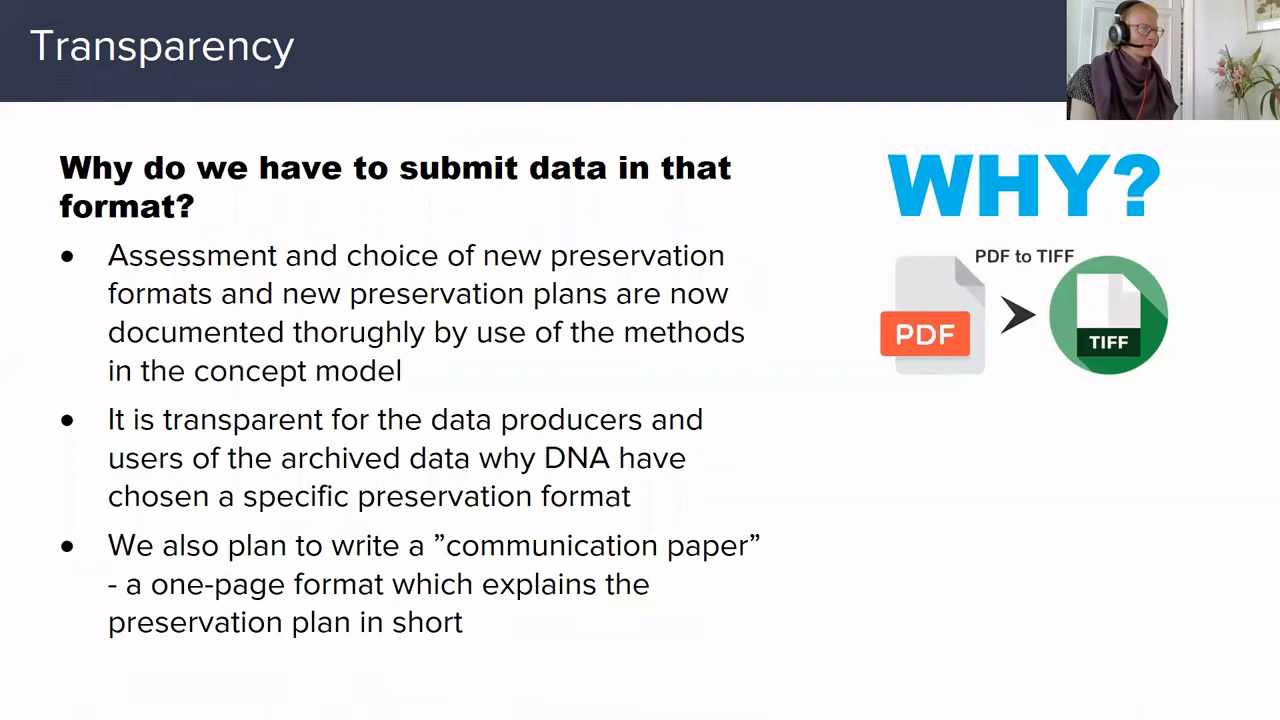 Transparency
Why do we have to submit data in that
format?
• Assessment and choice of new preservation
formats and new preservation plans are now
documented thorughly by use of the methods
in the concept model
• It is transparent for the data producers and
users of the archived data why DNA have
chosen a specific preservation format
• We also plan to write a ”communication paper”
- a one-page format which explains the
preservation plan in short
WHY?
PDF to TIFF
PDF
TIFF